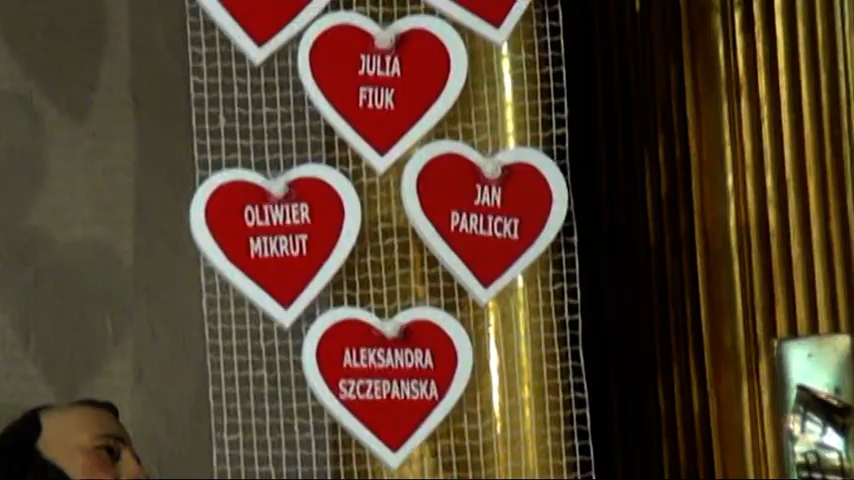 JULIA
FIUK
OLIWIER
MIKRUT
JAN
PARLICKI
ALEKSANDRA
SZCZEPANSKA